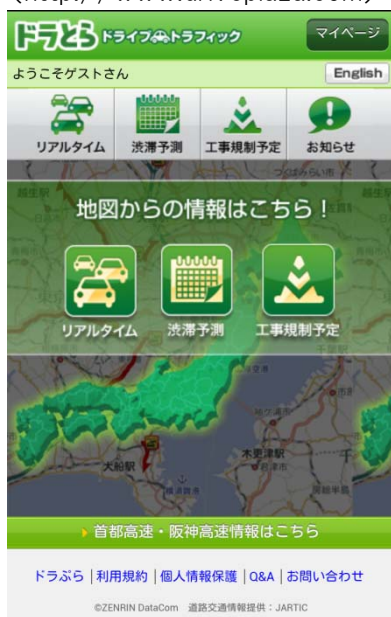 ドラとら ドライブトラフィック マイページ
ようこそゲストさん English
リアルタイム 渋滞予測 工事規制予定 お知らせ
地図からの情報はこちら！
リアルタイム 渋滞予測 工事規制予定
大船駅
木更津駅
首都高速・阪神高速情報はこちら
ドラぷら | 利用規約 | 個人情報保護 | Q&A | お問い合わせ
©ZENRIN DataCom 道路交通情報提供：JARTIC